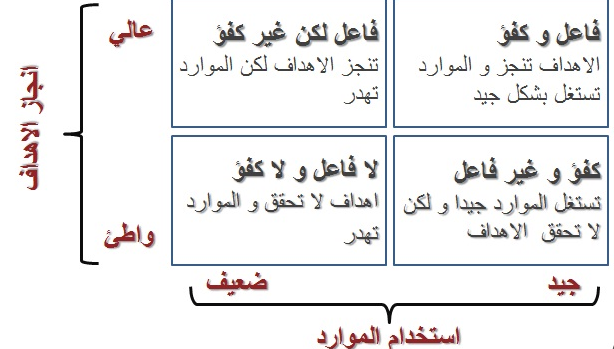 فاعل و كفؤ
الاهداف تنجز و الموارد
تستغل بشكل جيد
فاعل لكن غير كفؤ
تنجز الاهداف لكن الموارد
تهدر
عالي
كفؤ و غير فاعل
تستغل الموارد جيدا و لكن
لا تحقق الاهداف
لا فاعل و لا كفؤ
اهداف لا تحقق و الموارد
تهدر
واطئ
انجاز الاهداف
جيد
ضعيف
استخدام الموارد